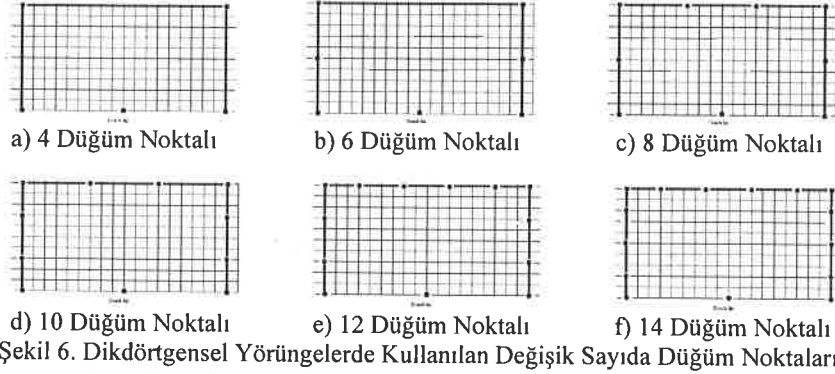 a) 4 Düğüm Noktalı
b) 6 Düğüm Noktalı
c) 8 Düğüm Noktalı
d) 10 Düğüm Noktalı
e) 12 Düğüm Noktalı
f) 14 Düğüm Noktalı
Şekil 6. Dikdörtgensel Yörüngelerde Kullanılan Değişik Sayıda Düğüm Noktaları